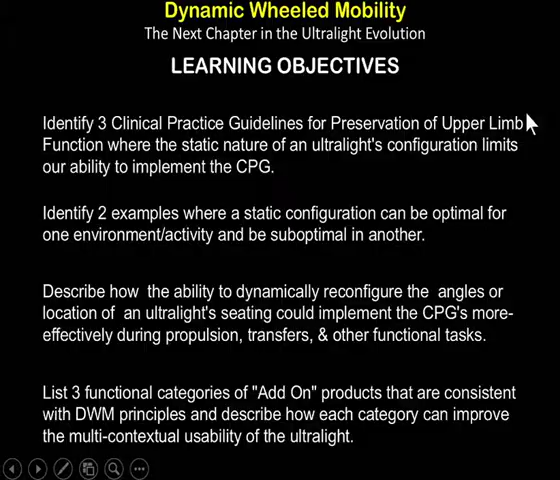 Dynamic Wheeled Mobility
The Next Chapter in the Ultralight Evolution
LEARNING OBJECTIVES
Identify 3 Clinical Practice Guidelines for Preservation of Upper Limb
Function where the static nature of an ultralight's configuration limits
our ability to implement the CPG.
Identify 2 examples where a static configuration can be optimal for
one environment/activity and be suboptimal in another.
Describe how the ability to dynamically reconfigure the angles or
location of an ultralight's seating could implement the CPG's more-
effectively during propulsion, transfers, & other functional tasks.
List 3 functional categories of "Add On" products that are consistent
with DWM principles and describe how each category can improve
the multi-contextual usability of the ultralight.